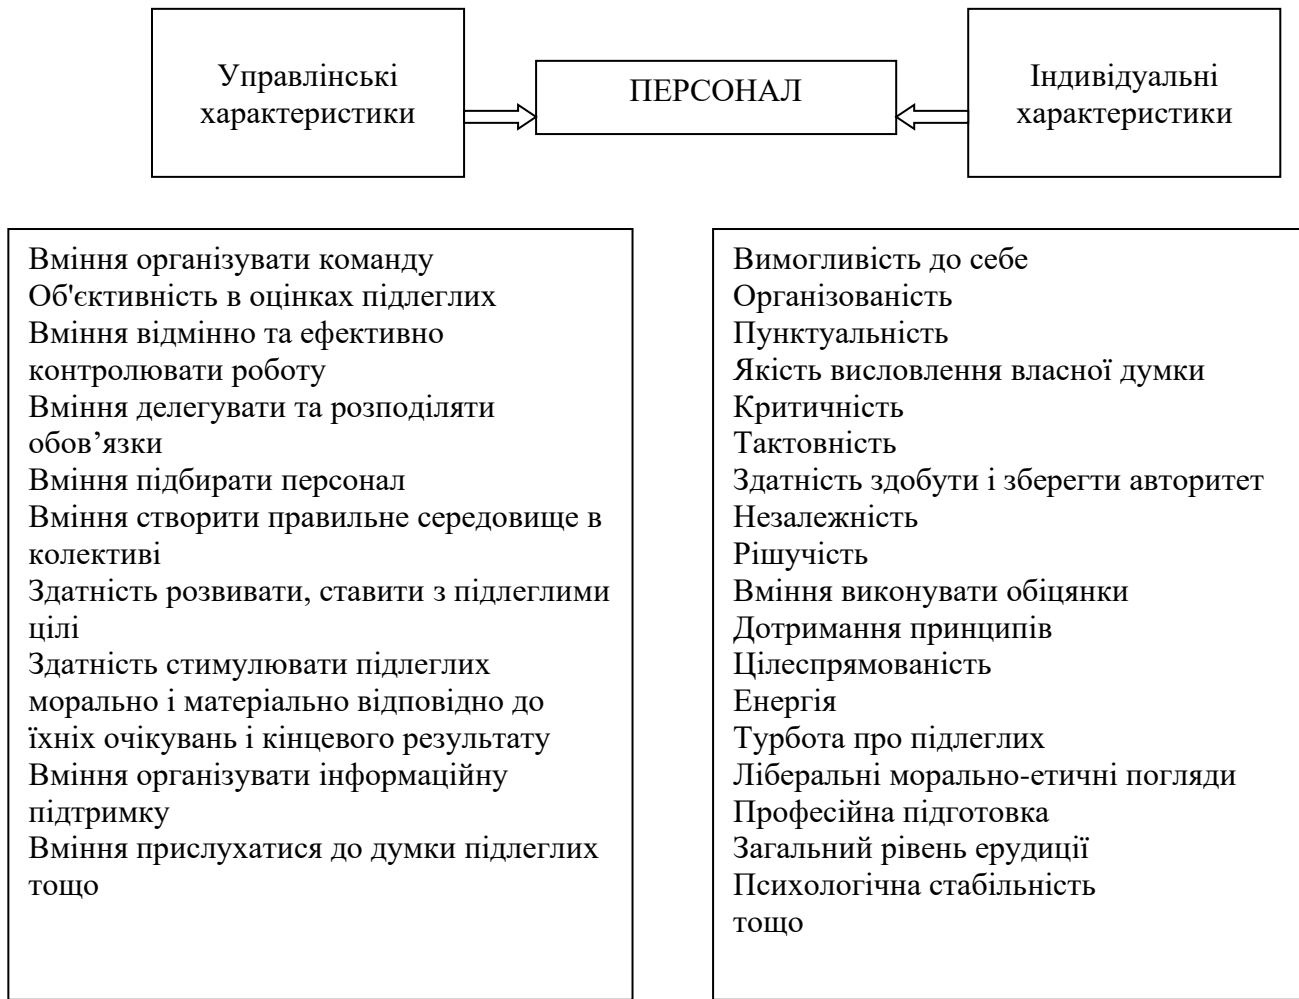 Управлінські
характеристики
ПЕРСОНАЛ
Індивідуальні
характеристики
Вміння організувати команду
Об'єктивність в оцінках підлеглих
Вміння відмінно та ефективно
контролювати роботу
Вміння делегувати та розподіляти
обов’язки
Вміння підбирати персонал
Вміння створити правильне середовище в
колективі
Здатність розвивати, ставити з підлеглими
цілі
Здатність стимулювати підлеглих
морально і матеріально відповідно до
їхніх очікувань і кінцевого результату
Вміння організувати інформаційну
підтримку
Вміння прислухатися до думки підлеглих
тощо
Вимогливість до себе
Організованість
Пунктуальність
Якість висловлення власної думки
Критичність
Тактовність
Здатність здобути і зберегти авторитет
Незалежність
Рішучість
Вміння виконувати обіцянки
Дотримання принципів
Цілеспрямованість
Енергія
Турбота про підлеглих
Ліберальні морально-етичні погляди
Професійна підготовка
Загальний рівень ерудиції
Психологічна стабільність
тощо